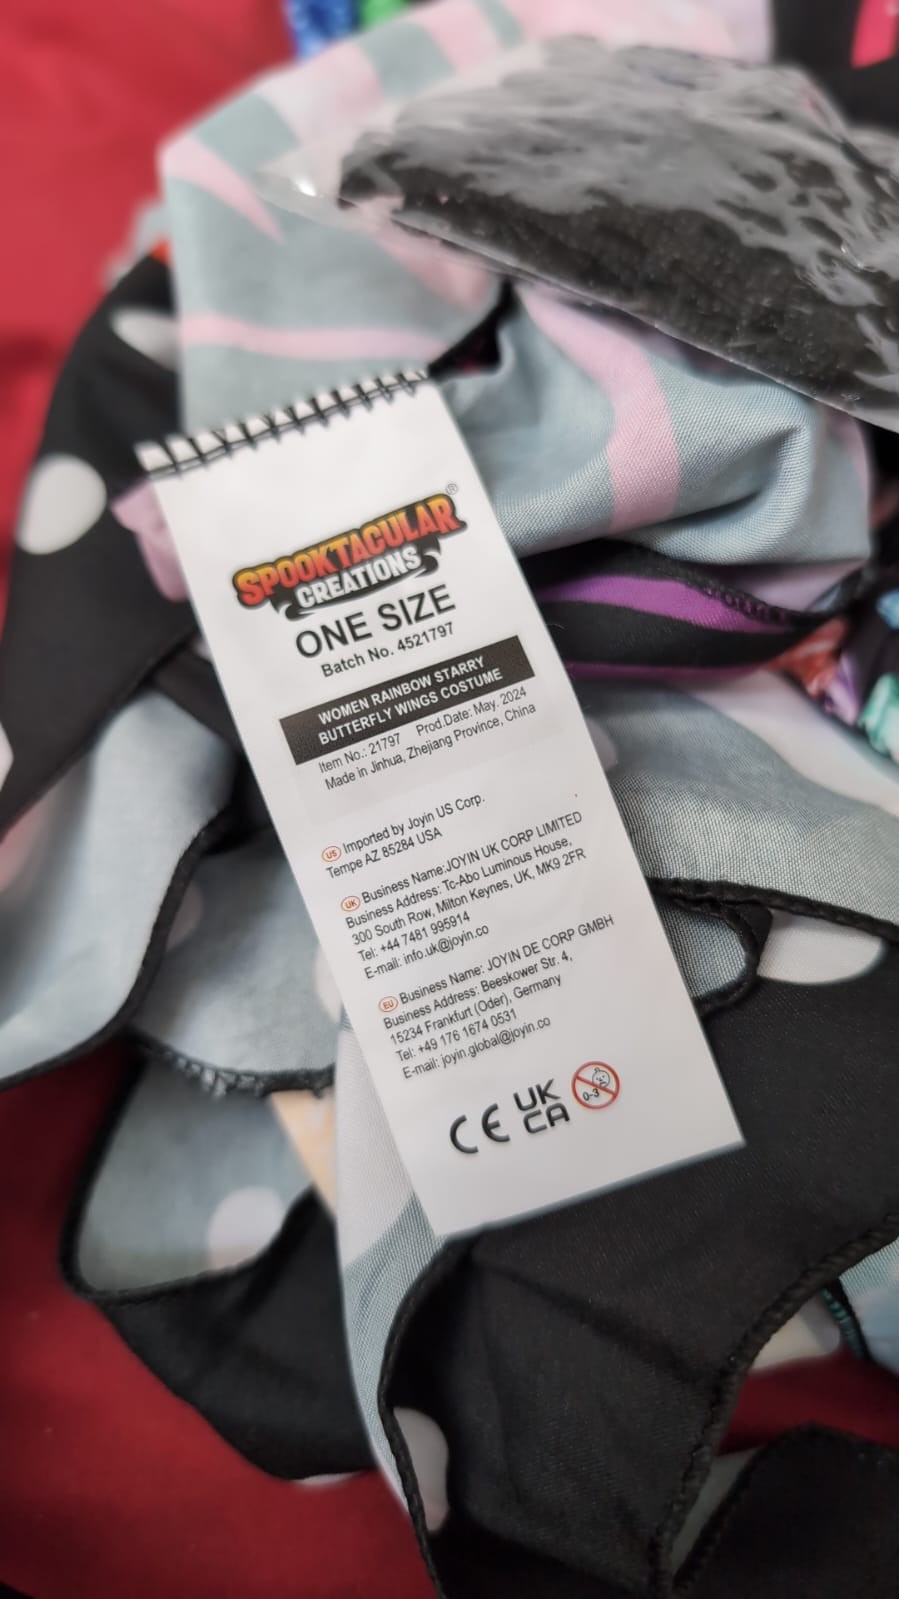 SPOOKTACULAR®
CREATIONS
ONE SIZE
Batch No. 4521797
WOMEN RAINBOW STARRY
BUTTERFLY WINGS COSTUME
Item No.: 21797 Prod.Date: May. 2024
Made in Jinhua, Zhejiang Province, China
US Imported by Joyin US Corp.
Tempe AZ 85284 USA
UK Business Name:JOYIN UK CORP LIMITED
Business Address: Tc-Abo Luminous House,
300 South Row, Milton Keynes, UK, MK9 2FR
Tel: +44 7481 995914
E-mail: info.uk@joyin.co
EU Business Name: JOYIN DE CORP GMBH
Business Address: Beeskower Str. 4,
15234 Frankfurt (Oder), Germany
Tel: +49 176 1674 0531
E-mail: joyin.global@joyin.co
CE UK
CA 0-3